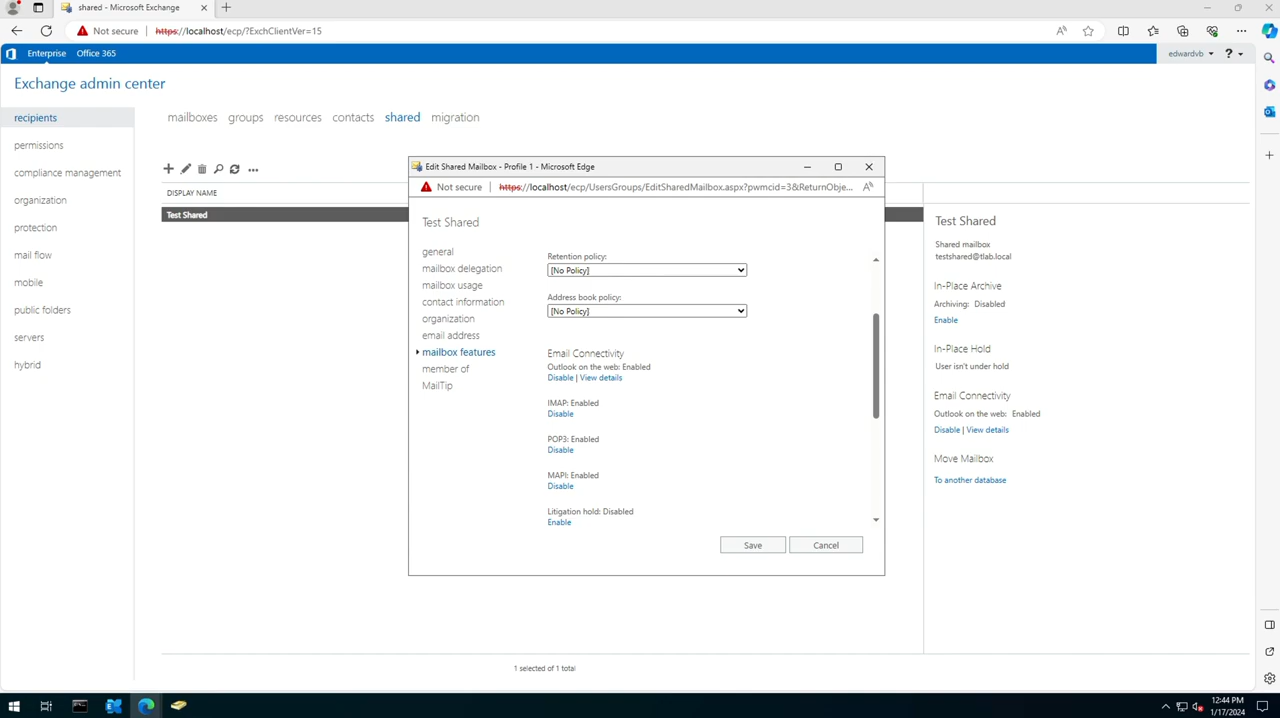 shared - Microsoft Exchange
Not secure https://localhost/ecp/?ExchClientVer=15
Enterprise Office 365
edwardvb ?
Exchange admin center
recipients
permissions
compliance management
organization
protection
mail flow
mobile
public folders
servers
hybrid
mailboxes groups resources contacts shared migration
DISPLAY NAME
Test Shared
Edit Shared Mailbox - Profile 1 - Microsoft Edge
Not secure https://localhost/ecp/UsersGroups/EditSharedMailbox.aspx?pwmcid=3&ReturnObje...
Test Shared
general
mailbox delegation
mailbox usage
contact information
organization
email address
mailbox features
member of
MailTip
Retention policy:
[No Policy]
Address book policy:
[No Policy]
Email Connectivity
Outlook on the web: Enabled
Disable | View details
IMAP: Enabled
Disable
POP3: Enabled
Disable
MAPI: Enabled
Disable
Litigation hold: Disabled
Enable
Save Cancel
Test Shared
Shared mailbox
testshared@tlab.local
In-Place Archive
Archiving: Disabled
Enable
In-Place Hold
User isn't under hold
Email Connectivity
Outlook on the web: Enabled
Disable | View details
Move Mailbox
To another database
1 selected of 1 total
12:44 PM
1/17/2024